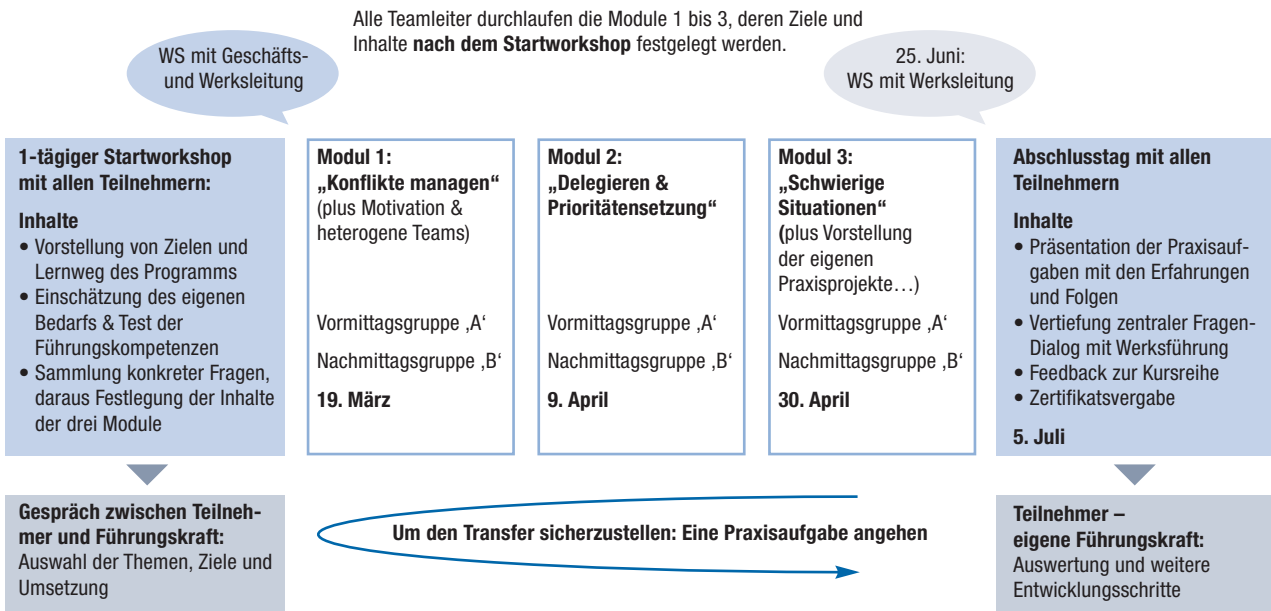 Alle Teamleiter durchlaufen die Module 1 bis 3, deren Ziele und
Inhalte nach dem Startworkshop festgelegt werden.
WS mit Geschäfts-
und Werksleitung
25. Juni:
WS mit Werksleitung
1-tägiger Startworkshop
mit allen Teilnehmern:
Inhalte
• Vorstellung von Zielen und
Lernweg des Programms
• Einschätzung des eigenen
Bedarfs & Test der
Führungskompetenzen
• Sammlung konkreter Fragen,
daraus Festlegung der Inhalte
der drei Module
Modul 1:
„Konflikte managen“
(plus Motivation &
heterogene Teams)
Vormittagsgruppe ‚A‘
Nachmittagsgruppe ‚B‘
19. März
Modul 2:
„Delegieren &
Prioritätensetzung“
Vormittagsgruppe ‚A‘
Nachmittagsgruppe ‚B‘
9. April
Modul 3:
„Schwierige
Situationen“
(plus Vorstellung
der eigenen
Praxisprojekte…)
Vormittagsgruppe ‚A‘
Nachmittagsgruppe ‚B‘
30. April
Abschlusstag mit allen
Teilnehmern
Inhalte
• Präsentation der Praxisauf-
gaben mit den Erfahrungen
und Folgen
• Vertiefung zentraler Fragen-
Dialog mit Werksführung
• Feedback zur Kursreihe
• Zertifikatsvergabe
5. Juli
Gespräch zwischen Teilneh-
mer und Führungskraft:
Auswahl der Themen, Ziele und
Umsetzung
Um den Transfer sicherzustellen: Eine Praxisaufgabe angehen
Teilnehmer –
eigene Führungskraft:
Auswertung und weitere
Entwicklungsschritte